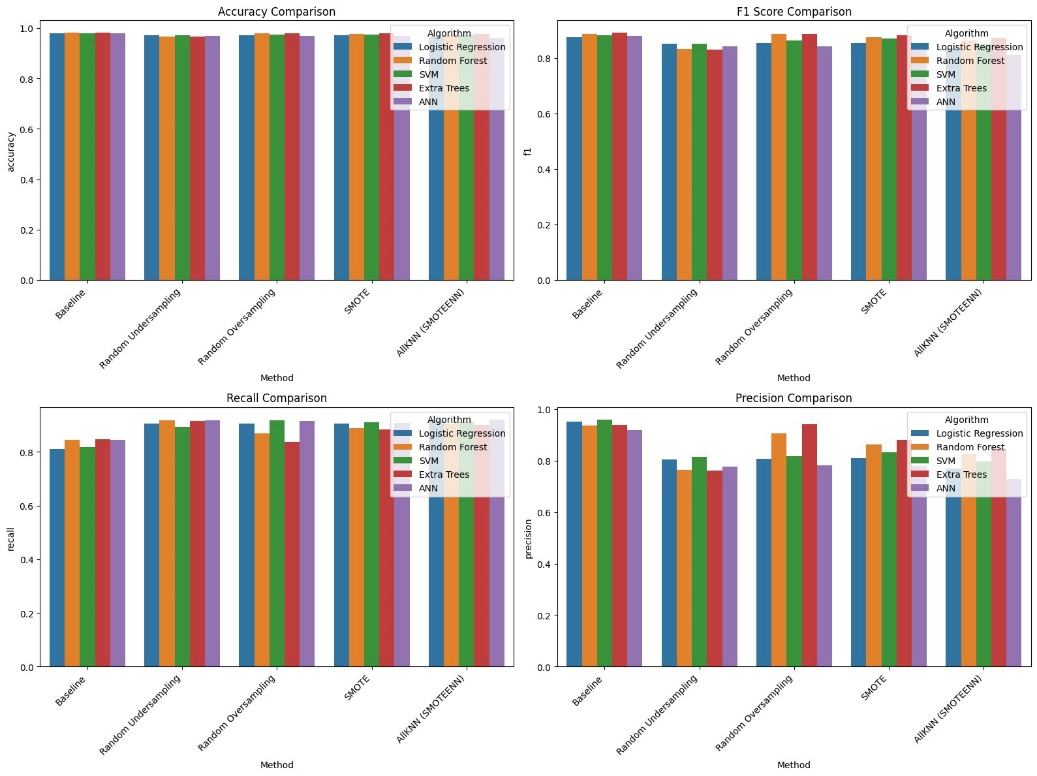 Accuracy Comparison
accuracy
1.0
0.8
0.6
0.4
0.2
0.0
Algorithm
Logistic Regression
Random Forest
SVM
Extra Trees
ANN
Baseline
Random Undersampling
Random Oversampling
SMOTE
AllKNN (SMOTEENN)
Method
F1 Score Comparison
f1
0.8
0.6
0.4
0.2
0.0
Algorithm
Logistic Regression
Random Forest
SVM
Extra Trees
ANN
Baseline
Random Undersampling
Random Oversampling
SMOTE
AllKNN (SMOTEENN)
Method
Recall Comparison
recall
0.8
0.6
0.4
0.2
0.0
Algorithm
Logistic Regression
Random Forest
SVM
Extra Trees
ANN
Baseline
Random Undersampling
Random Oversampling
SMOTE
AllKNN (SMOTEENN)
Method
Precision Comparison
precision
1.0
0.8
0.6
0.4
0.2
0.0
Algorithm
Logistic Regression
Random Forest
SVM
Extra Trees
ANN
Baseline
Random Undersampling
Random Oversampling
SMOTE
AllKNN (SMOTEENN)
Method